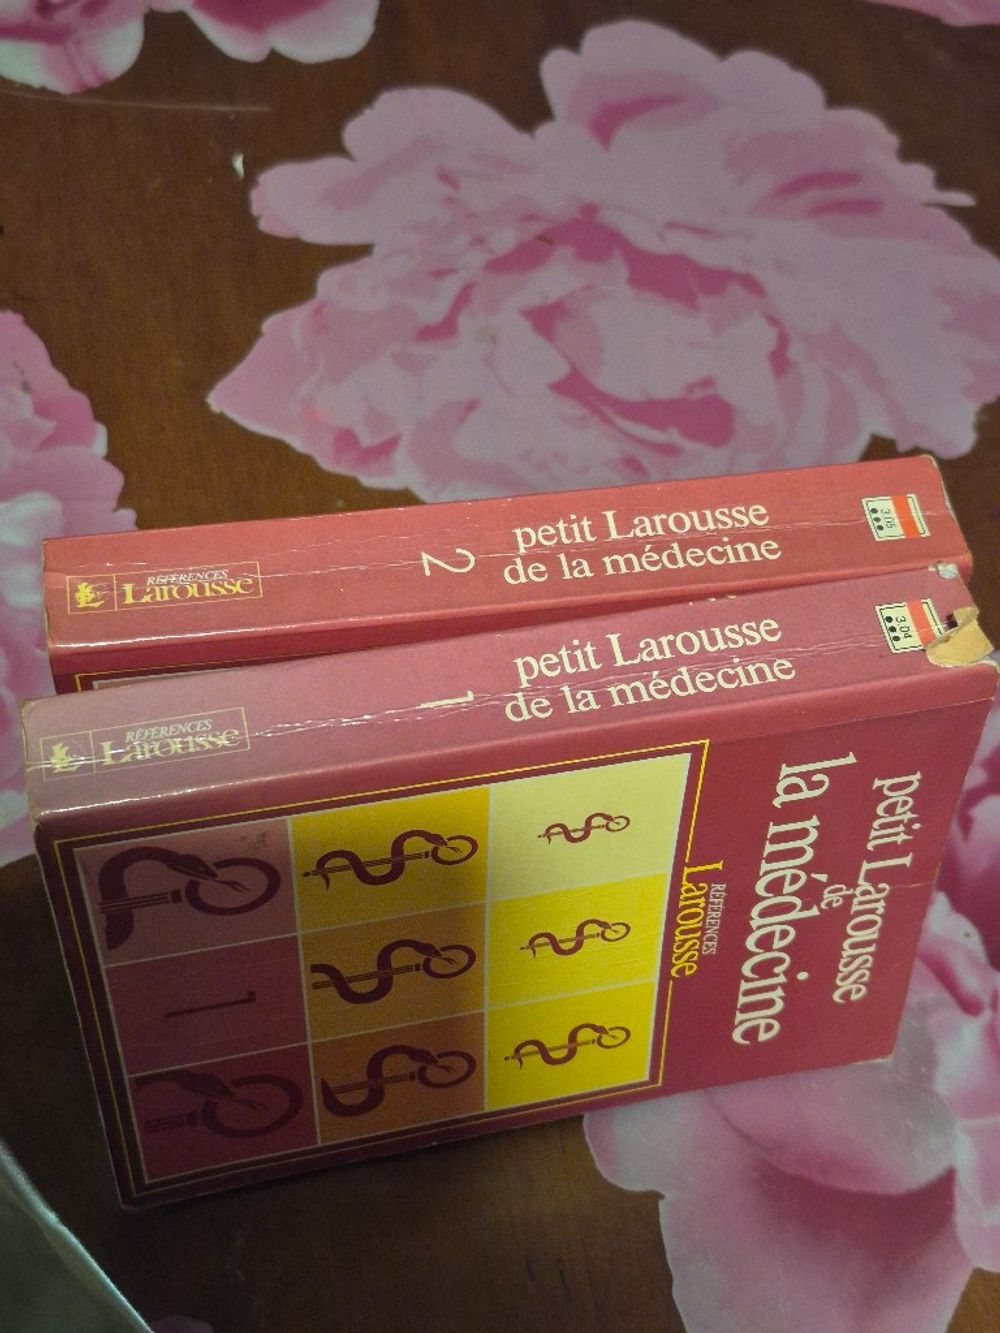 petit Larousse
de la médecine
2
RÉFÉRENCES
Larousse
3.05
petit Larousse
de la médecine
1
RÉFÉRENCES
Larousse
3.04
petit Larousse
de
la médecine
RÉFÉRENCES
Larousse
1